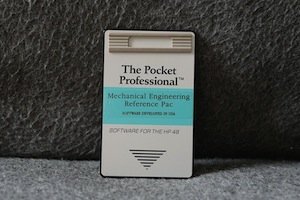 The Pocket
Professional™
Mechanical Engineering
Reference Pac
SOFTWARE DEVELOPED IN USA
SOFTWARE FOR THE HP 48